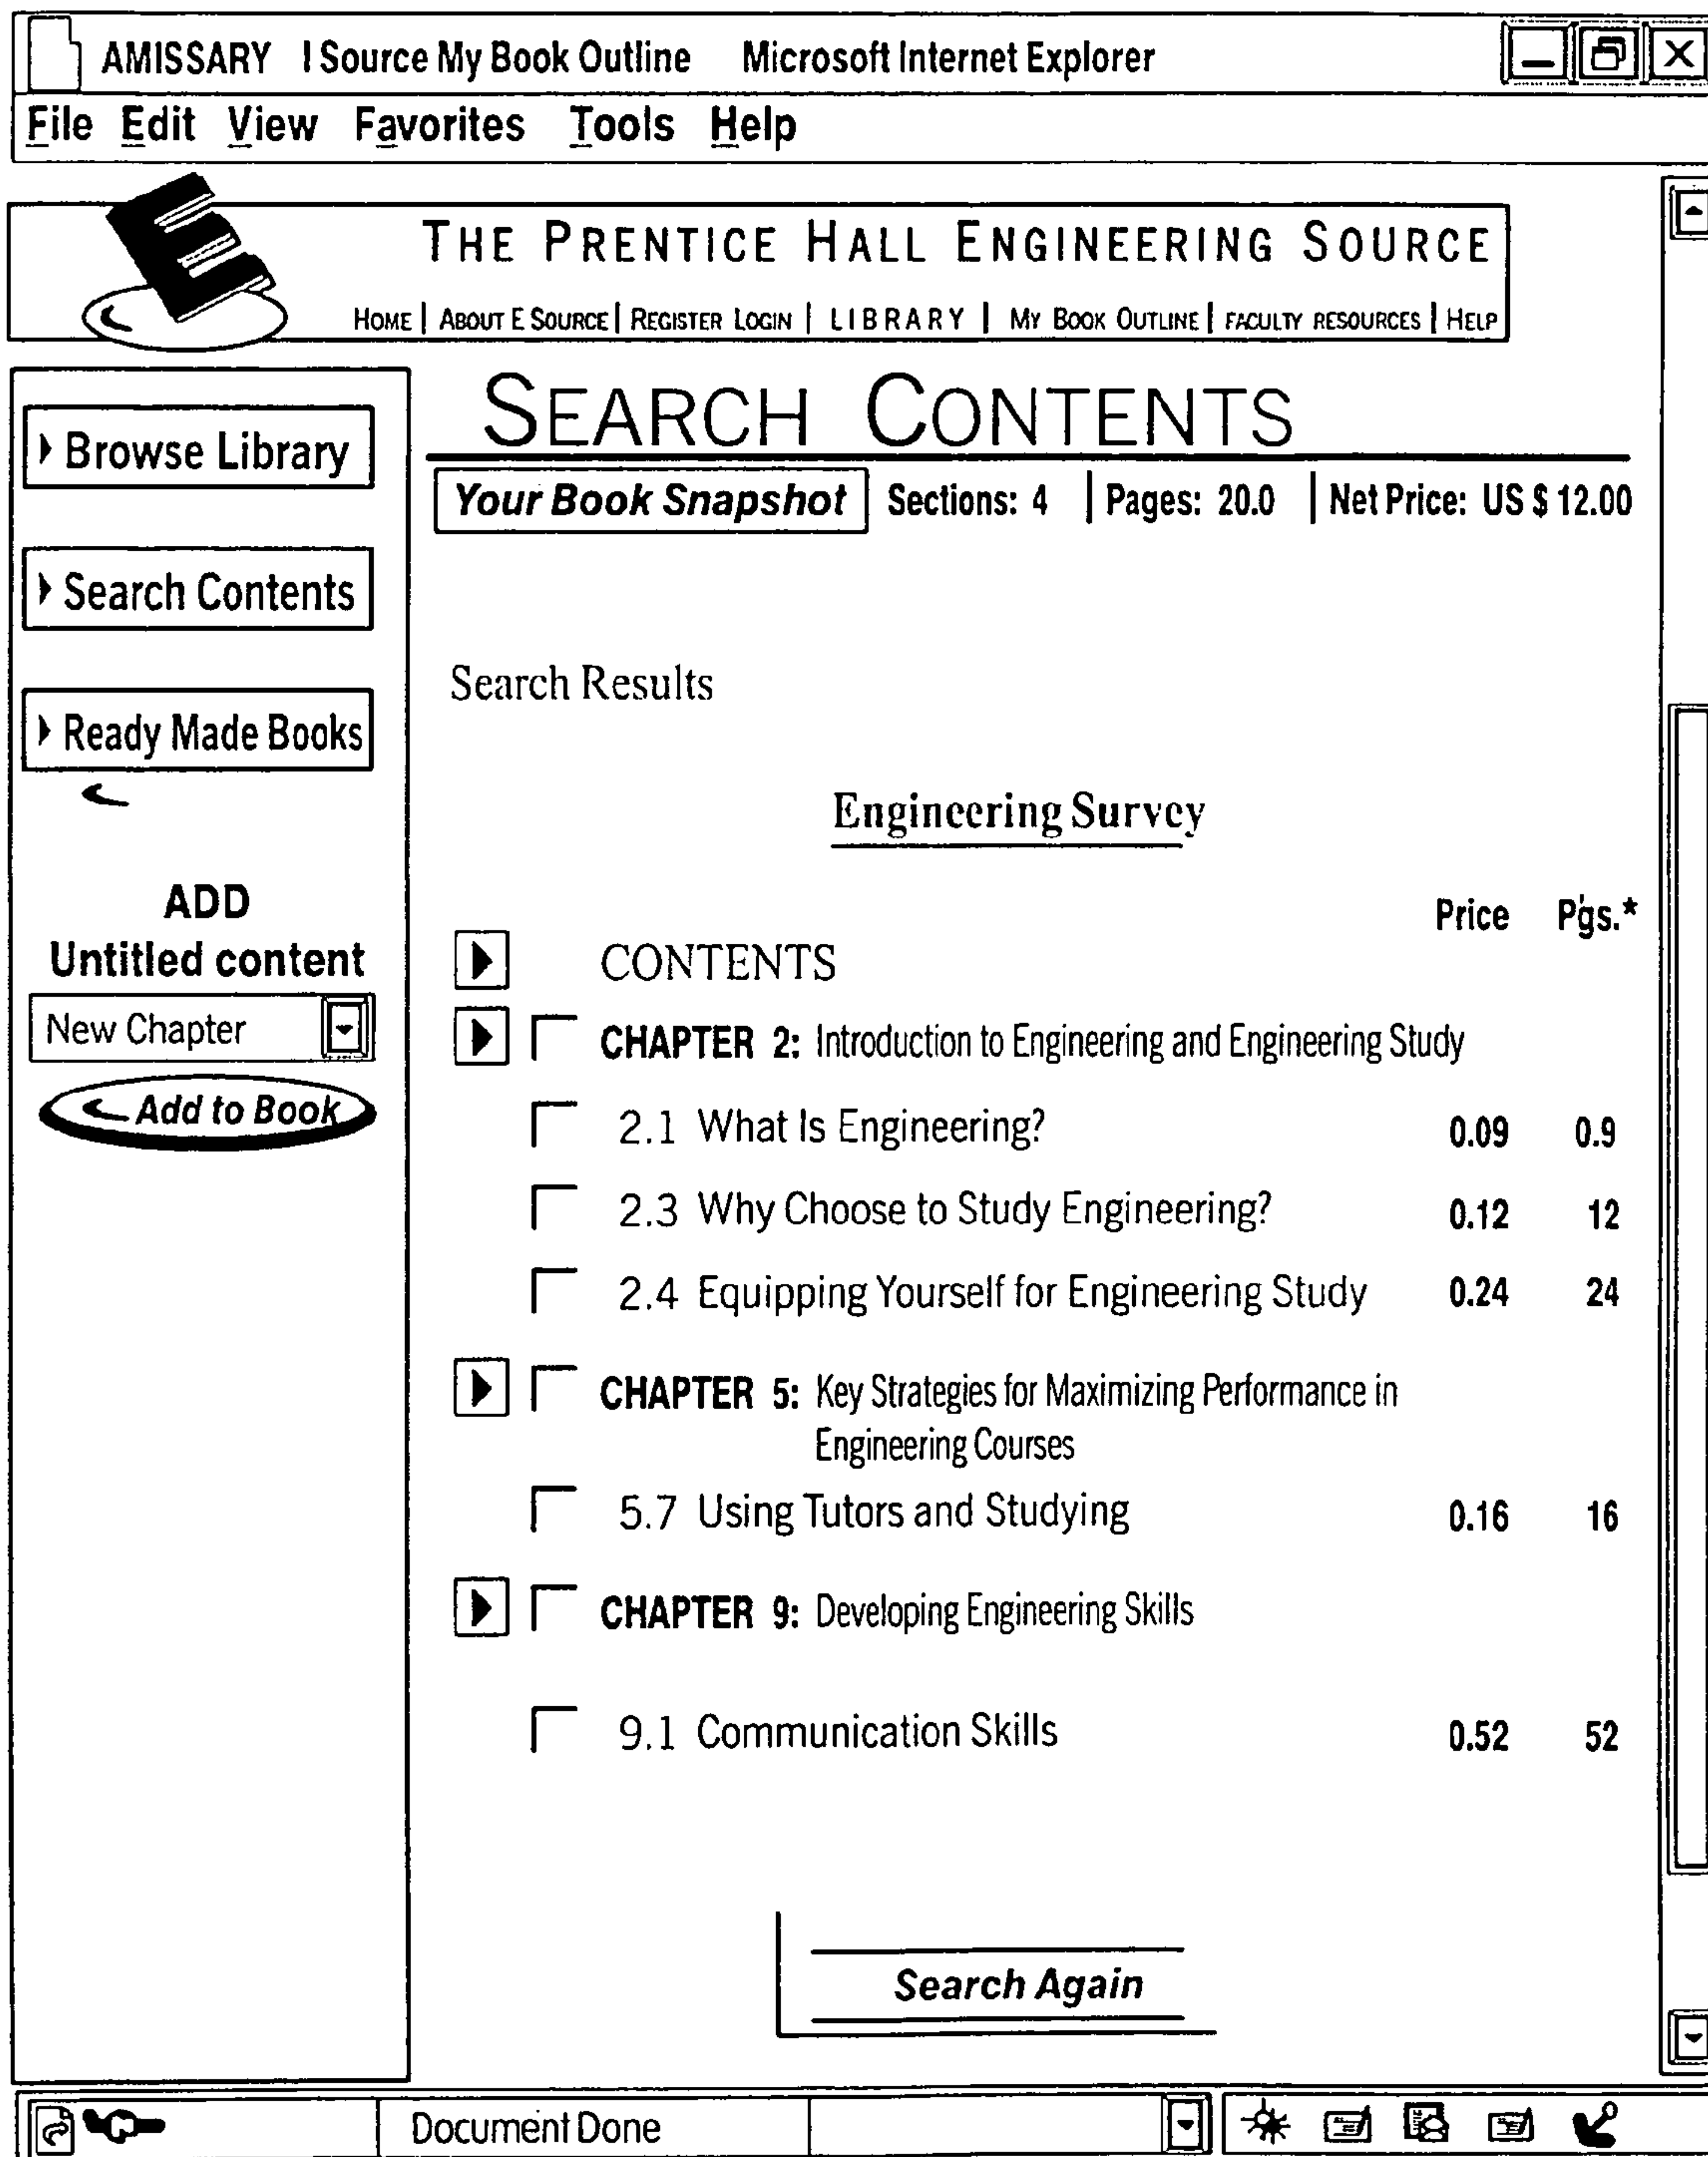 AMISSARY I Source My Book Outline Microsoft Internet Explorer
File Edit View Favorites Tools Help
THE PRENTICE HALL ENGINEERING SOURCE
HOME | ABOUT E SOURCE | REGISTER LOGIN | LIBRARY | MY BOOK OUTLINE | FACULTY RESOURCES | HELP
Browse Library
Search Contents
Ready Made Books
ADD
Untitled content
New Chapter
Add to Book
SEARCH CONTENTS
Your Book Snapshot Sections: 4 | Pages: 20.0 | Net Price: US $ 12.00
Search Results
Engineering Survey
Price Pgs.*
CONTENTS
CHAPTER 2: Introduction to Engineering and Engineering Study
2.1 What Is Engineering? 0.09 0.9
2.3 Why Choose to Study Engineering? 0.12 12
2.4 Equipping Yourself for Engineering Study 0.24 24
CHAPTER 5: Key Strategies for Maximizing Performance in
Engineering Courses
5.7 Using Tutors and Studying 0.16 16
CHAPTER 9: Developing Engineering Skills
9.1 Communication Skills 0.52 52
Search Again
Document Done